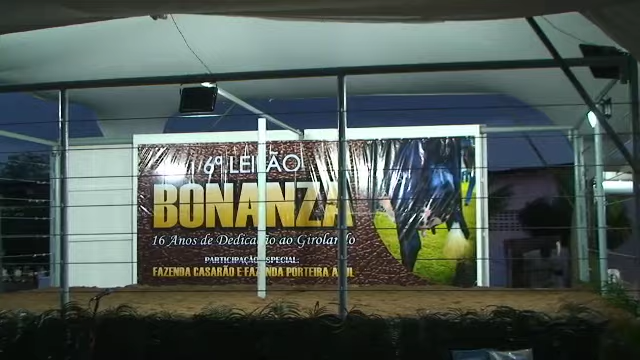 6º LEILÃO
BONANZA
16 Anos de Dedicação ao Girolando
PARTICIPAÇÃO ESPECIAL:
FAZENDA CASARÃO E FAZENDA PORTEIRA AZUL